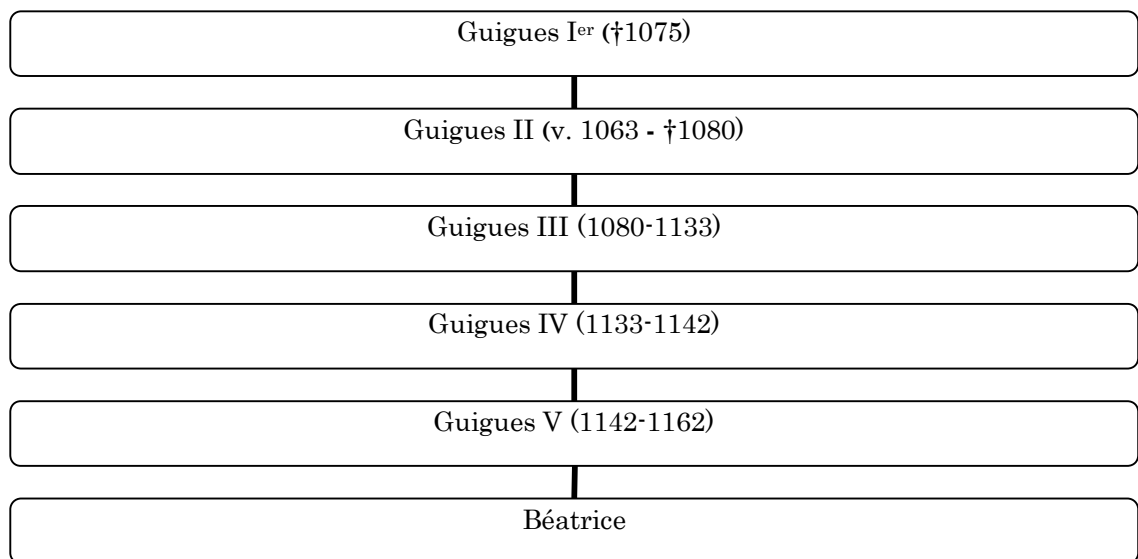 Guigues Iᵉʳ (†1075)
Guigues II (v. 1063 - †1080)
Guigues III (1080-1133)
Guigues IV (1133-1142)
Guigues V (1142-1162)
Béatrice